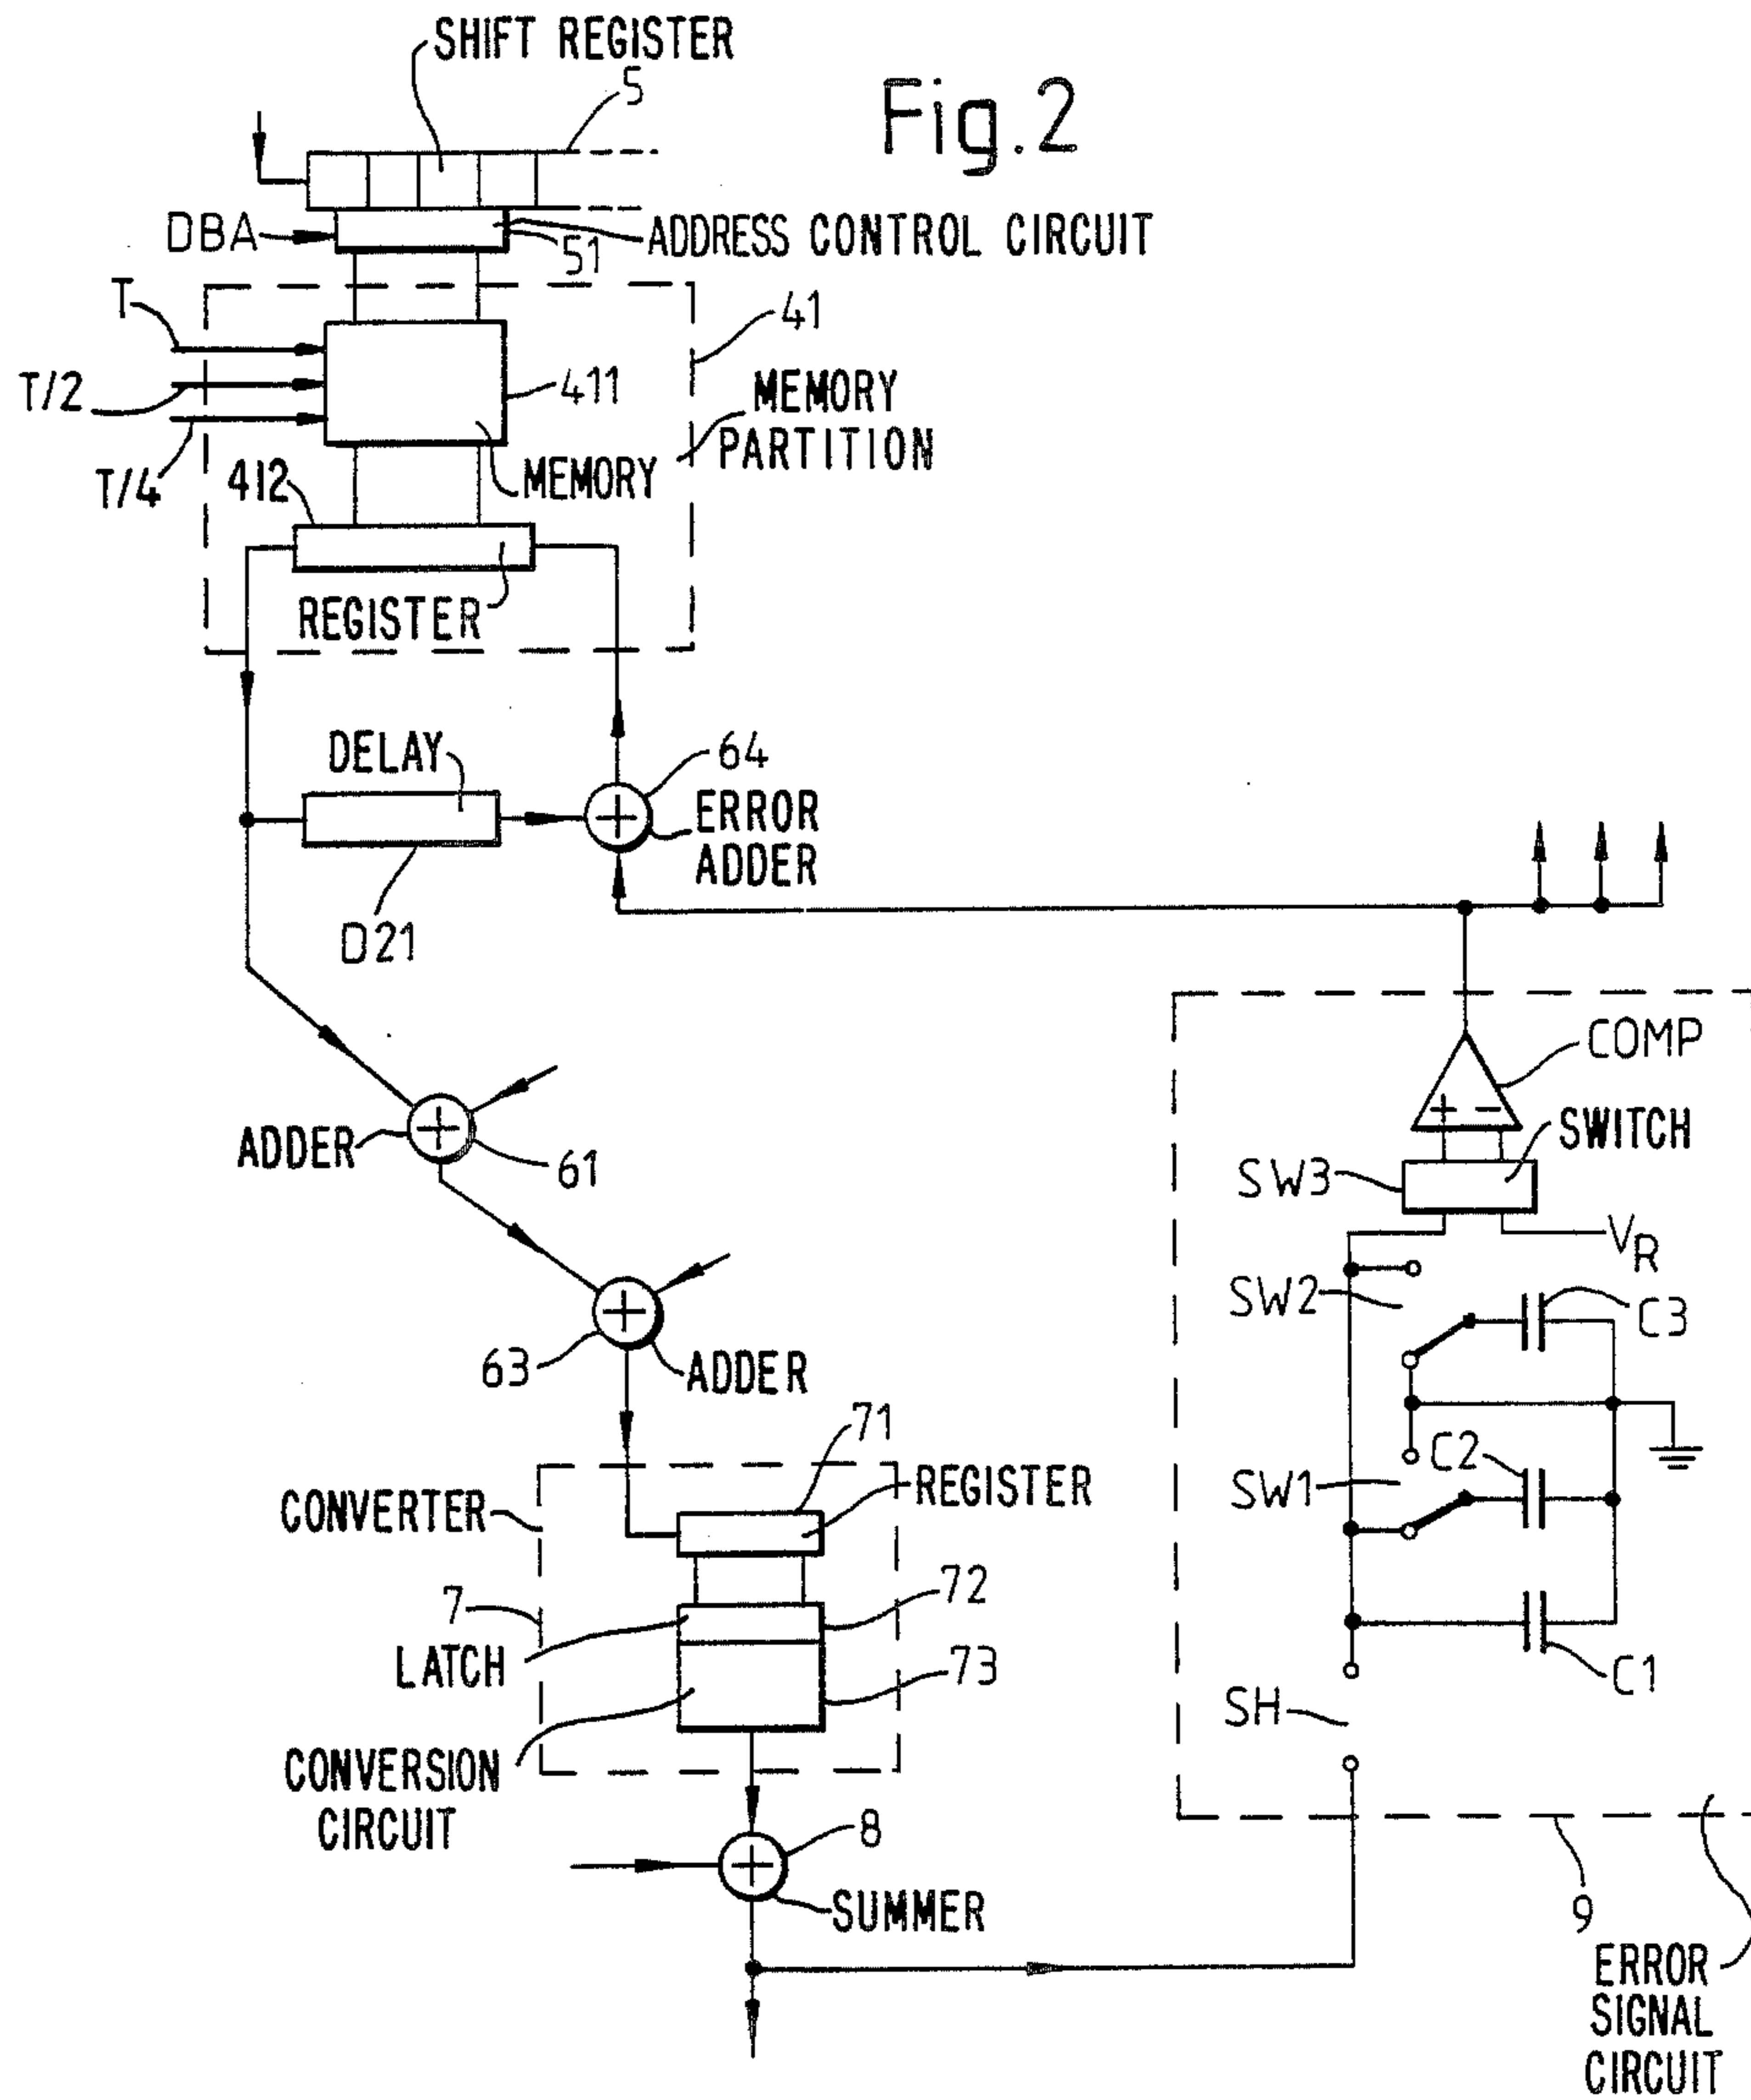 SHIFT REGISTER
5
Fig.2
DBA
ADDRESS CONTROL CIRCUIT
51
T
41
T/2
411
MEMORY
PARTITION
T/4
412
MEMORY
REGISTER
DELAY
64
ERROR
ADDER
D21
COMP
ADDER
61
SWITCH
SW3
VR
SW2
C3
63
ADDER
71
C2
REGISTER
SW1
CONVERTER
7
72
LATCH
73
C1
SH
CONVERSION
CIRCUIT
8
SUMMER
9
ERROR
SIGNAL
CIRCUIT
+
+
+
+ −
+